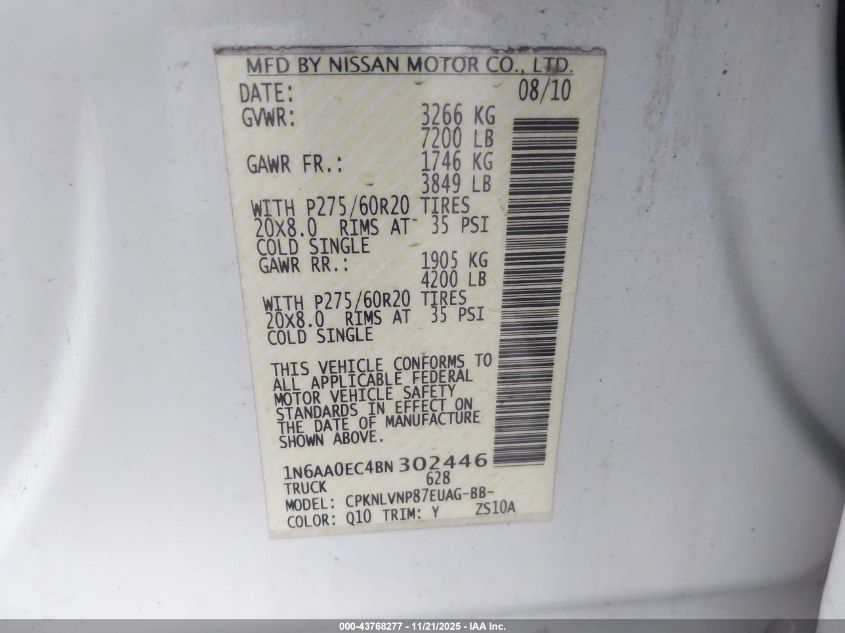 MFD BY NISSAN MOTOR CO., LTD.
DATE: 08/10
GVWR: 3266 KG
7200 LB
GAWR FR.: 1746 KG
3849 LB
WITH P275/60R20 TIRES
20X8.0 RIMS AT 35 PSI
COLD SINGLE
GAWR RR.: 1905 KG
4200 LB
WITH P275/60R20 TIRES
20X8.0 RIMS AT 35 PSI
COLD SINGLE
THIS VEHICLE CONFORMS TO
ALL APPLICABLE FEDERAL
MOTOR VEHICLE SAFETY
STANDARDS IN EFFECT ON
THE DATE OF MANUFACTURE
SHOWN ABOVE.
1N6AA0EC4BN302446
TRUCK 628
MODEL: CPKNLVNP87EUAG-BB-
COLOR: Q10 TRIM: Y ZS10A
000-43768277 - 11/21/2025 - IAA Inc.